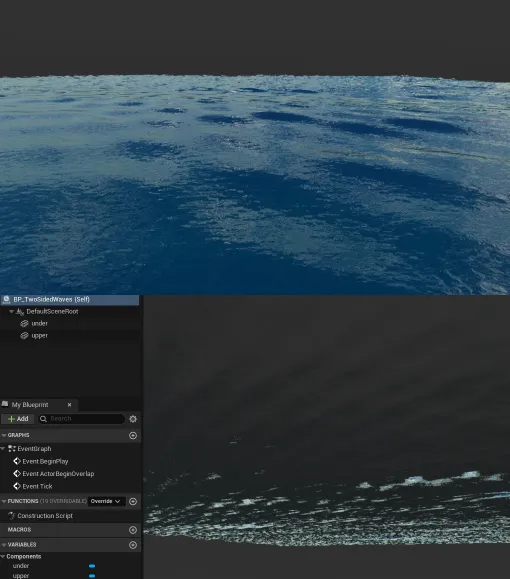 BP_TwoSidedWaves (Self)
DefaultSceneRoot
under
upper
My Blueprint
Add
Search
GRAPHS
EventGraph
Event BeginPlay
Event ActorBeginOverlap
Event Tick
FUNCTIONS (19 OVERRIDABLE) Override
Construction Script
MACROS
VARIABLES
Components
under
upper